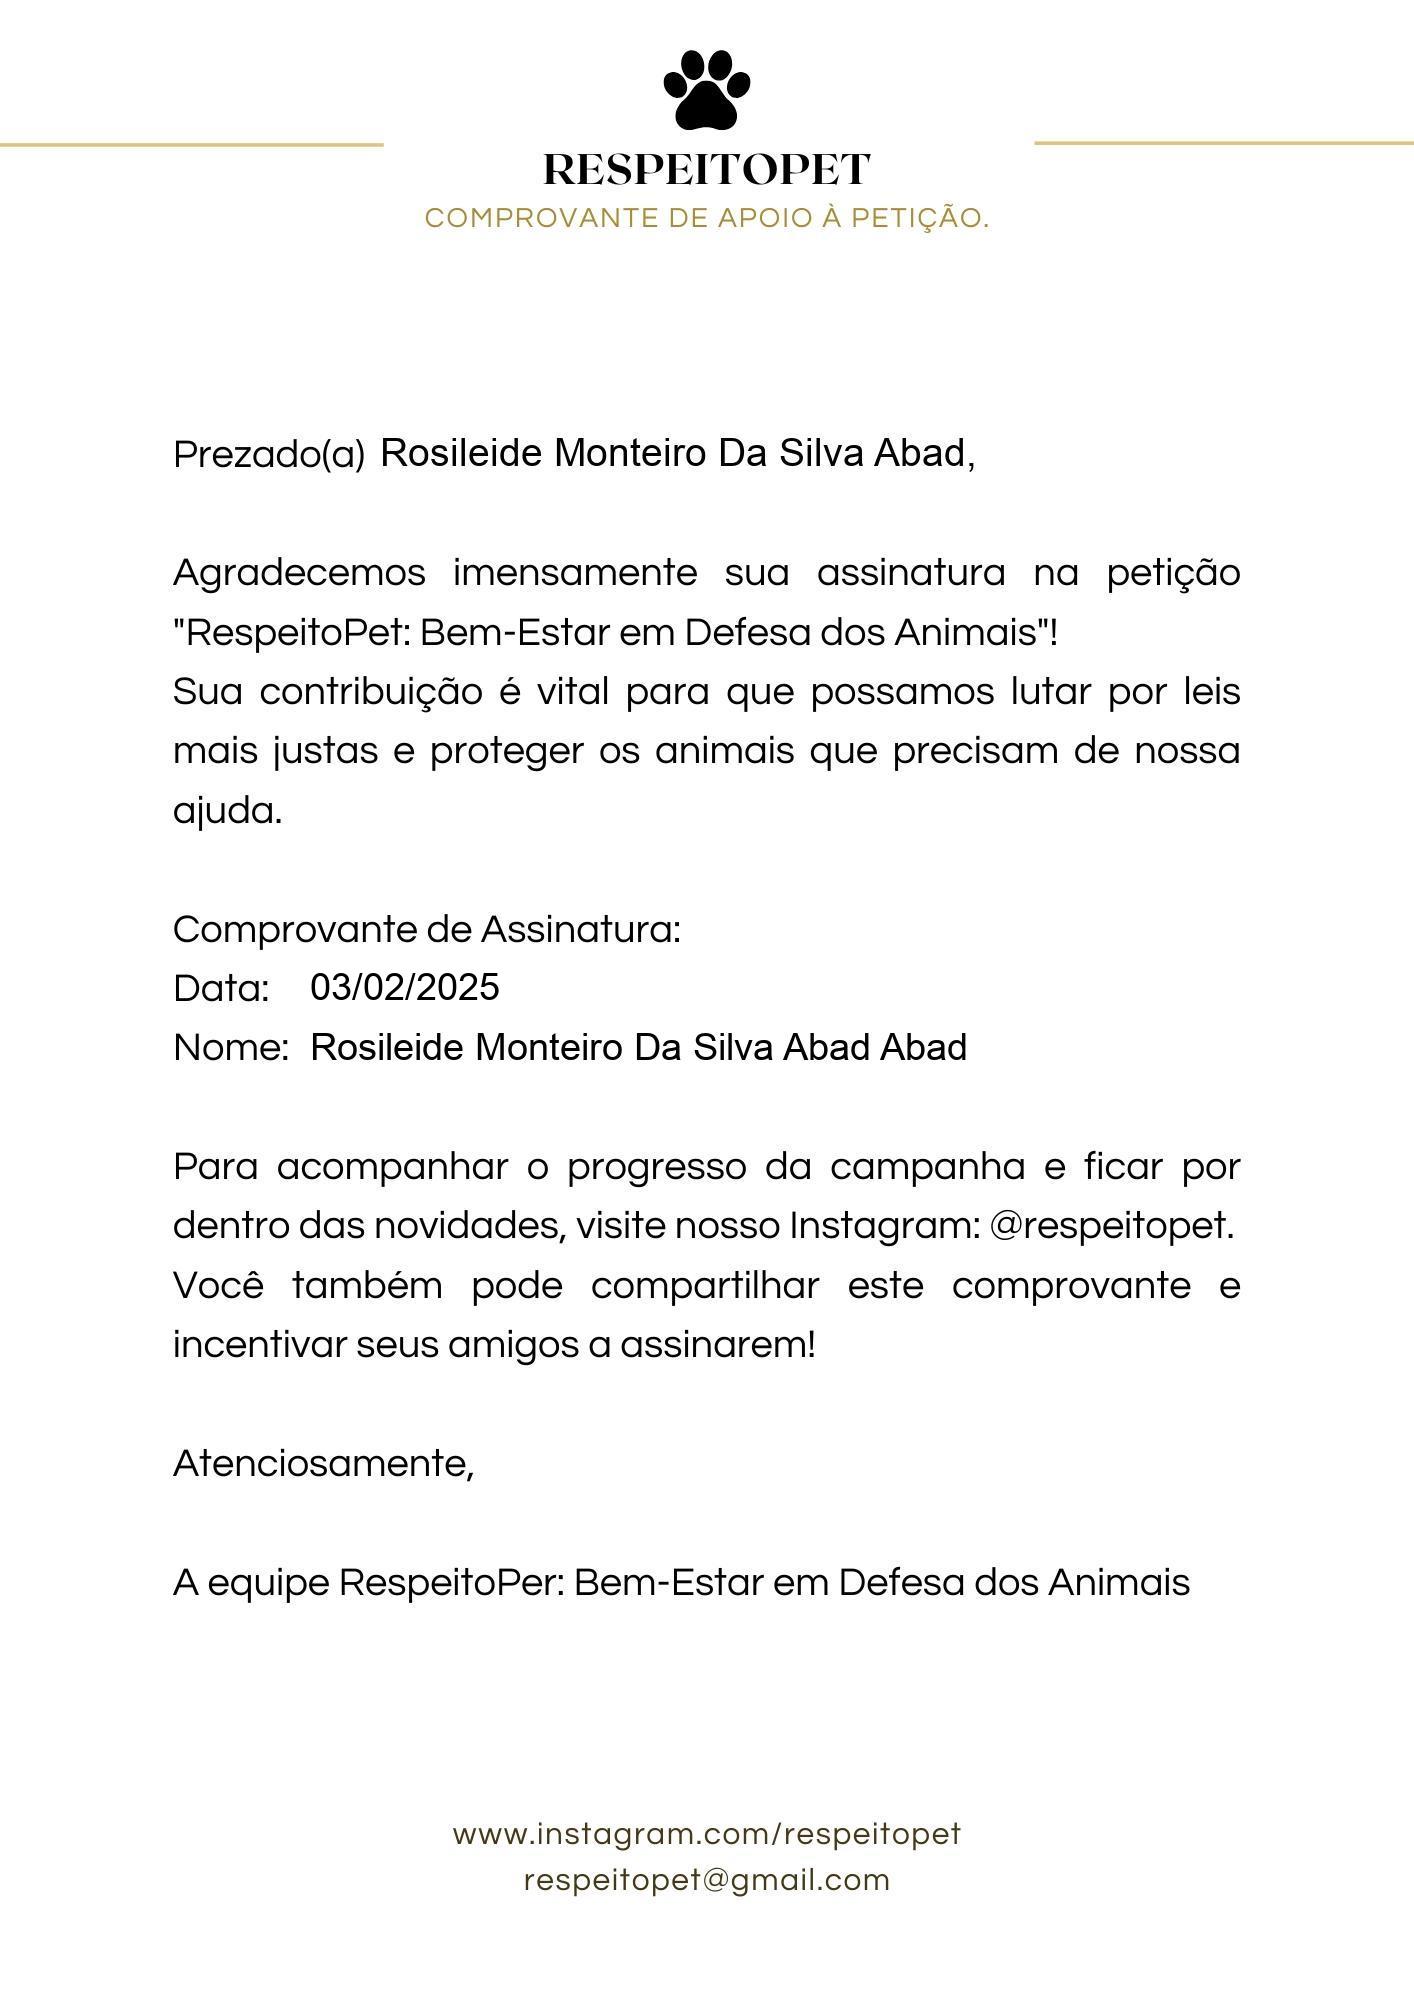 RESPEITOPET
COMPROVANTE DE APOIO À PETIÇÃO.
Prezado(a) Rosileide Monteiro Da Silva Abad,
Agradecemos imensamente sua assinatura na petição
"RespeitoPet: Bem-Estar em Defesa dos Animais"!
Sua contribuição é vital para que possamos lutar por leis
mais justas e proteger os animais que precisam de nossa
ajuda.
Comprovante de Assinatura:
Data: 03/02/2025
Nome: Rosileide Monteiro Da Silva Abad Abad
Para acompanhar o progresso da campanha e ficar por
dentro das novidades, visite nosso Instagram: @respeitopet.
Você também pode compartilhar este comprovante e
incentivar seus amigos a assinarem!
Atenciosamente,
A equipe RespeitoPer: Bem-Estar em Defesa dos Animais
www.instagram.com/respeitopet
respeitopet@gmail.com